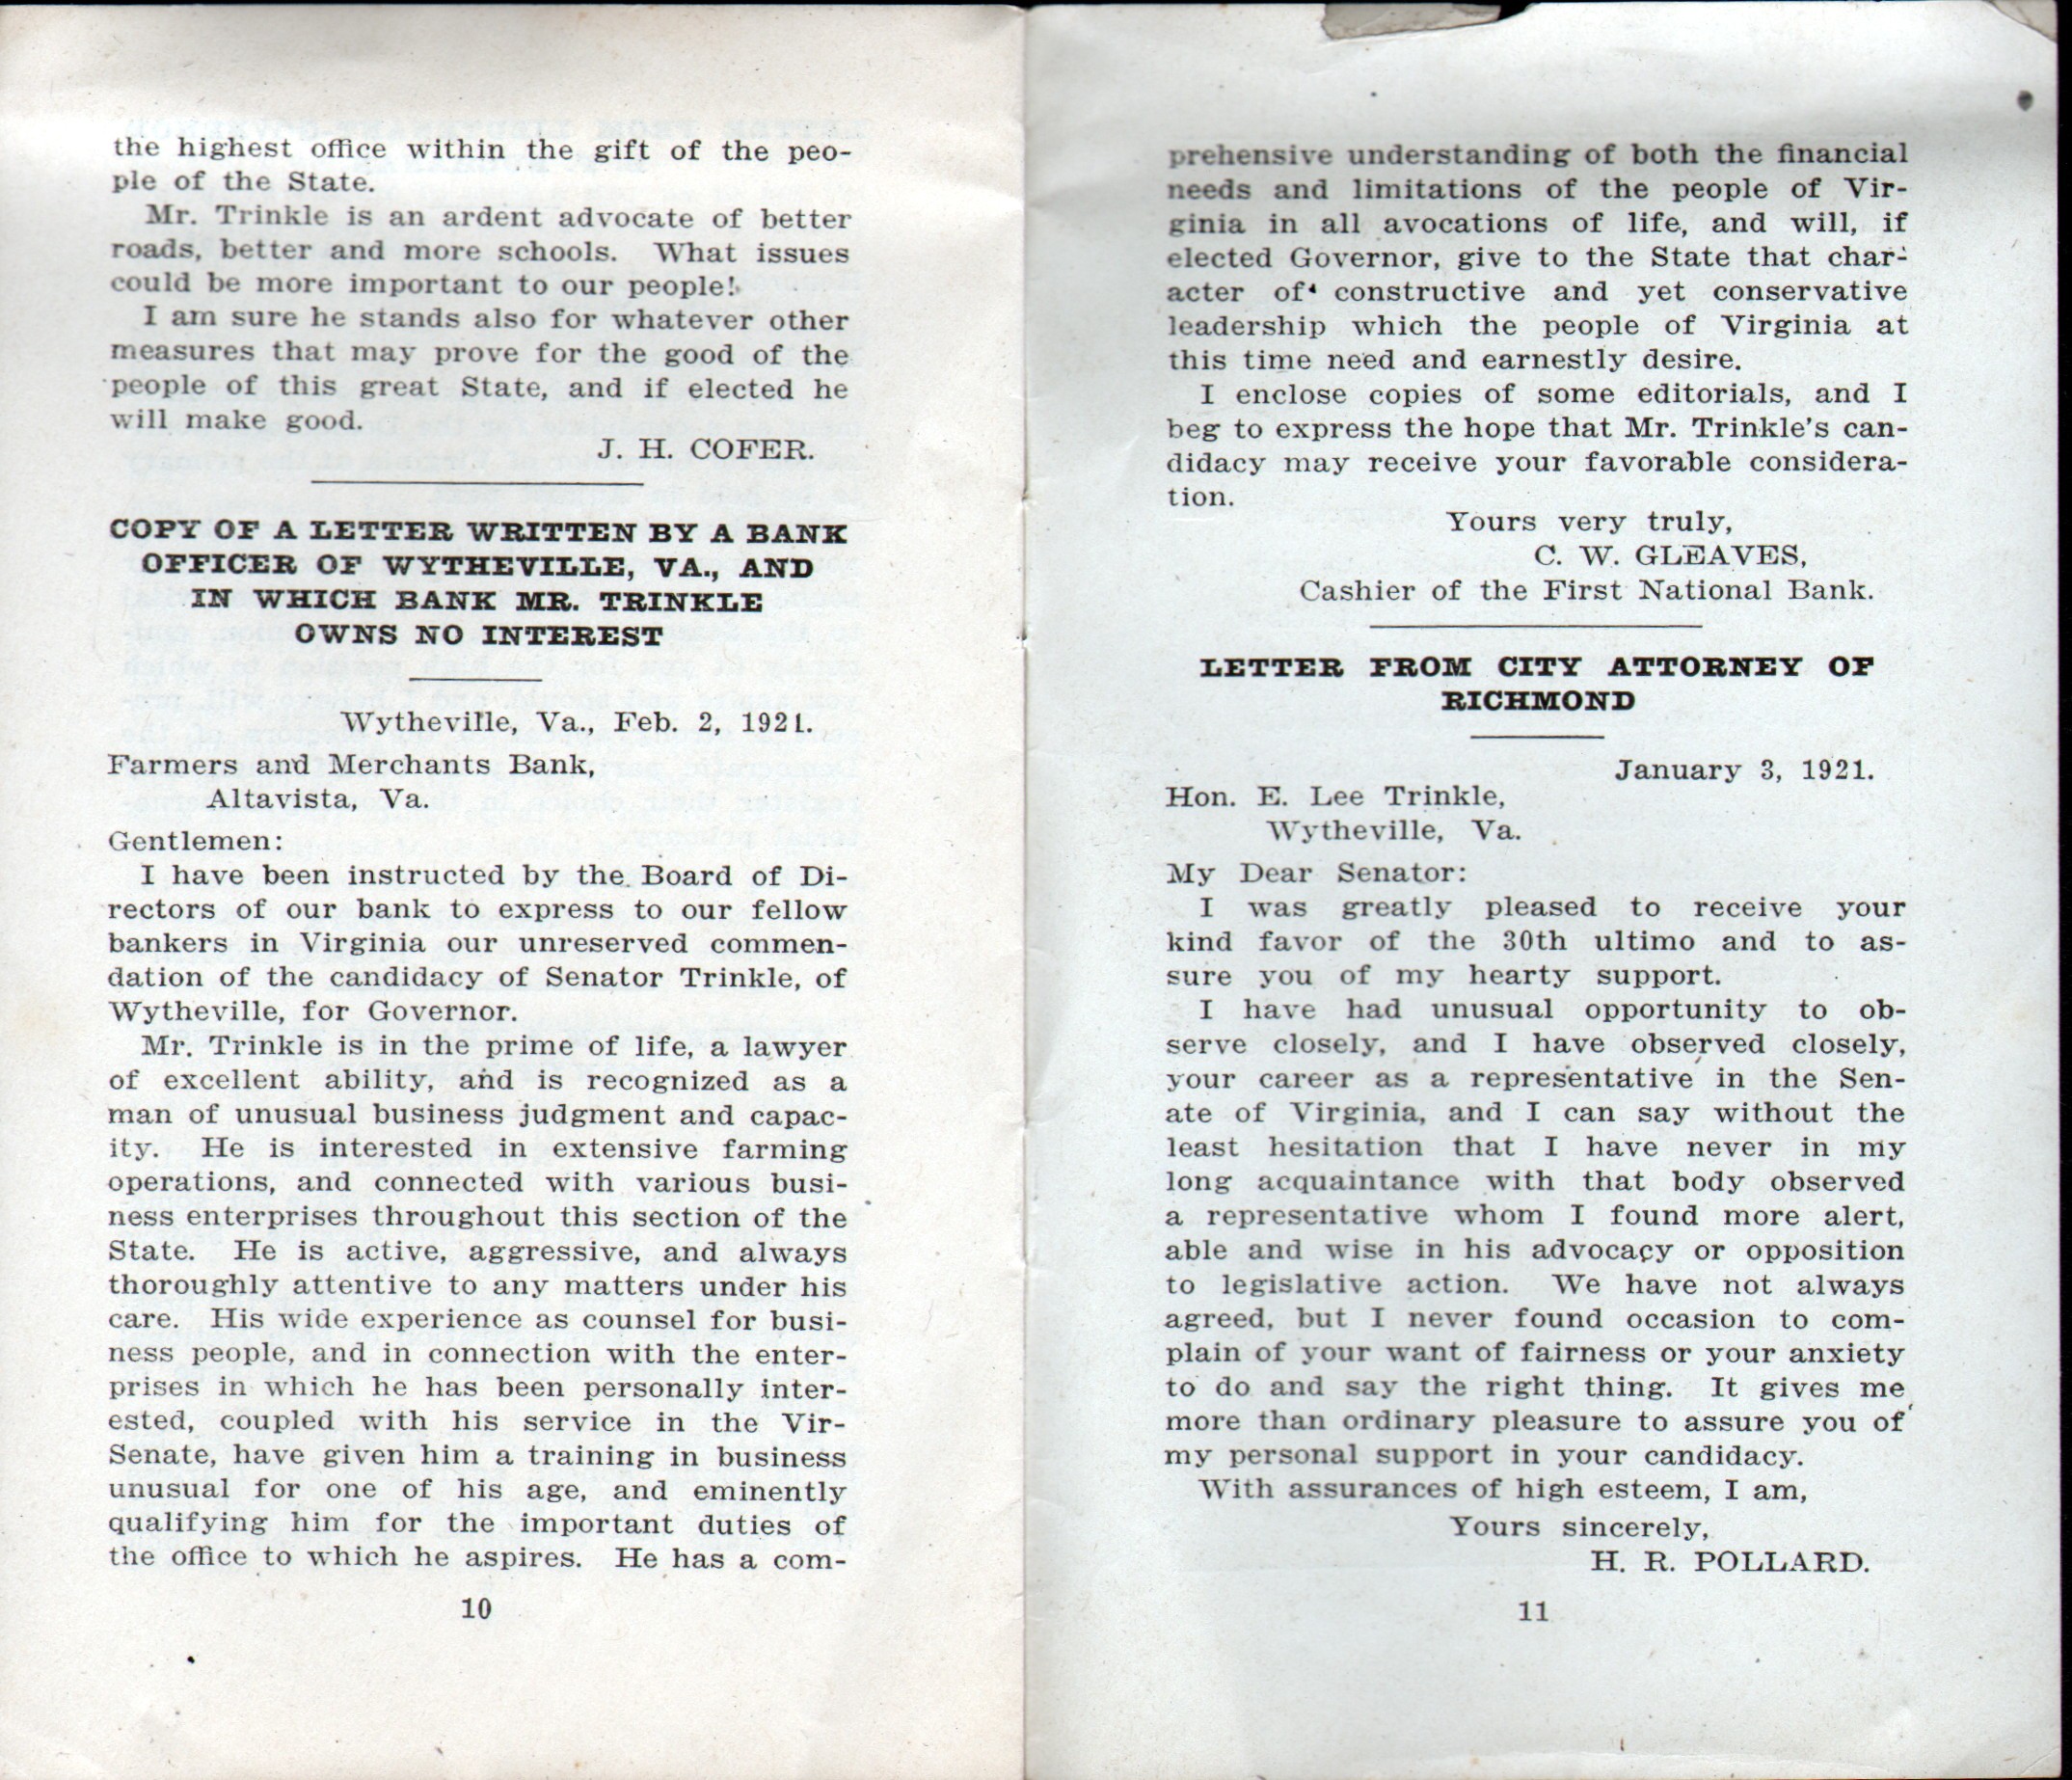 the highest office within the gift of the peo-
ple of the State.
Mr. Trinkle is an ardent advocate of better
roads, better and more schools. What issues
could be more important to our people!
I am sure he stands also for whatever other
measures that may prove for the good of the
people of this great State, and if elected he
will make good.
J. H. COFER.
COPY OF A LETTER WRITTEN BY A BANK
OFFICER OF WYTHEVILLE, VA., AND
IN WHICH BANK MR. TRINKLE
OWNS NO INTEREST
Wytheville, Va., Feb. 2, 1921.
Farmers and Merchants Bank,
Altavista, Va.
Gentlemen:
I have been instructed by the Board of Di-
rectors of our bank to express to our fellow
bankers in Virginia our unreserved commen-
dation of the candidacy of Senator Trinkle, of
Wytheville, for Governor.
Mr. Trinkle is in the prime of life, a lawyer
of excellent ability, and is recognized as a
man of unusual business judgment and capac-
ity. He is interested in extensive farming
operations, and connected with various busi-
ness enterprises throughout this section of the
State. He is active, aggressive, and always
thoroughly attentive to any matters under his
care. His wide experience as counsel for busi-
ness people, and in connection with the enter-
prises in which he has been personally inter-
ested, coupled with his service in the Vir-
Senate, have given him a training in business
unusual for one of his age, and eminently
qualifying him for the important duties of
the office to which he aspires. He has a com-
10
prehensive understanding of both the financial
needs and limitations of the people of Vir-
ginia in all avocations of life, and will, if
elected Governor, give to the State that char-
acter of constructive and yet conservative
leadership which the people of Virginia at
this time need and earnestly desire.
I enclose copies of some editorials, and I
beg to express the hope that Mr. Trinkle's can-
didacy may receive your favorable considera-
tion.
Yours very truly,
C. W. GLEAVES,
Cashier of the First National Bank.
LETTER FROM CITY ATTORNEY OF
RICHMOND
January 3, 1921.
Hon. E. Lee Trinkle,
Wytheville, Va.
My Dear Senator:
I was greatly pleased to receive your
kind favor of the 30th ultimo and to as-
sure you of my hearty support.
I have had unusual opportunity to ob-
serve closely, and I have observed closely,
your career as a representative in the Sen-
ate of Virginia, and I can say without the
least hesitation that I have never in my
long acquaintance with that body observed
a representative whom I found more alert,
able and wise in his advocacy or opposition
to legislative action. We have not always
agreed, but I never found occasion to com-
plain of your want of fairness or your anxiety
to do and say the right thing. It gives me
more than ordinary pleasure to assure you of
my personal support in your candidacy.
With assurances of high esteem, I am,
Yours sincerely,
H. R. POLLARD.
11